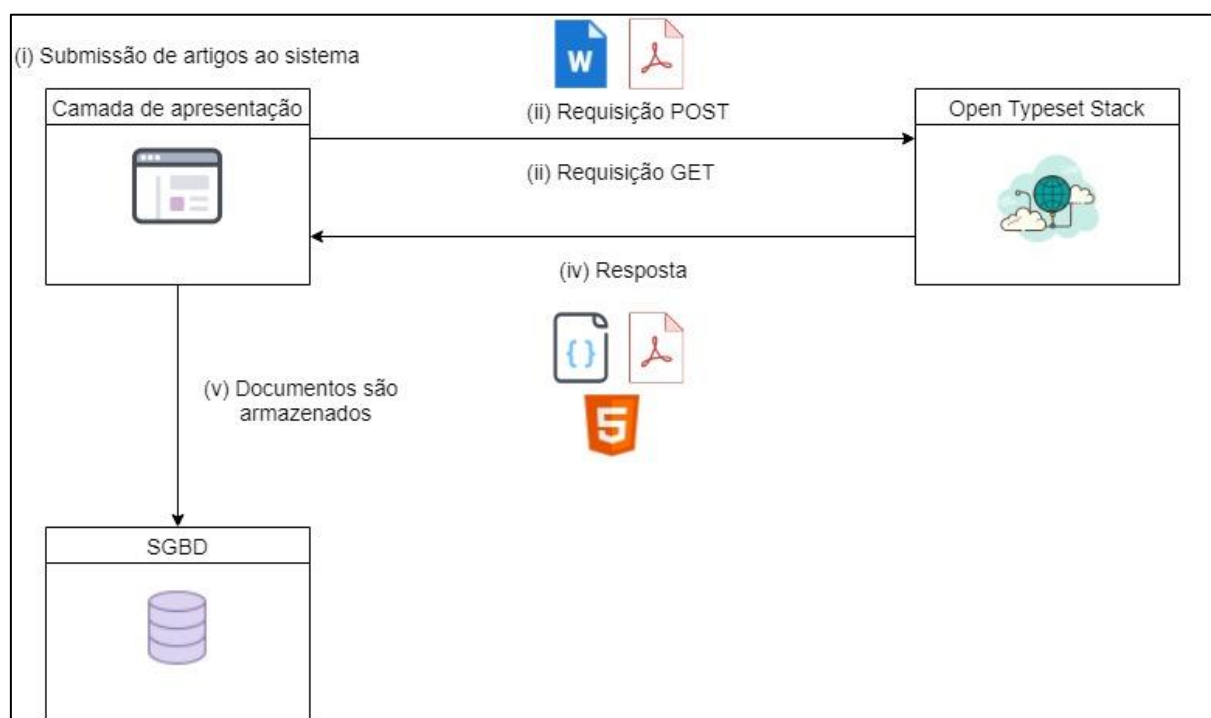 (i) Submissão de artigos ao sistema
W
Camada de apresentação
(ii) Requisição POST
Open Typeset Stack
(ii) Requisição GET
(iv) Resposta
{}
5
(v) Documentos são
armazenados
SGBD